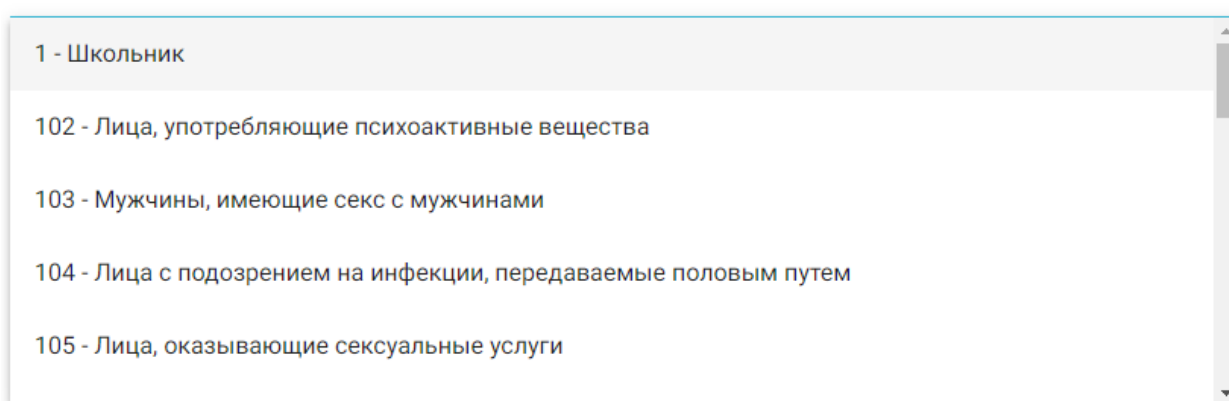 1 - Школьник
102 - Лица, употребляющие психоактивные вещества
103 - Мужчины, имеющие секс с мужчинами
104 - Лица с подозрением на инфекции, передаваемые половым путем
105 - Лица, оказывающие сексуальные услуги